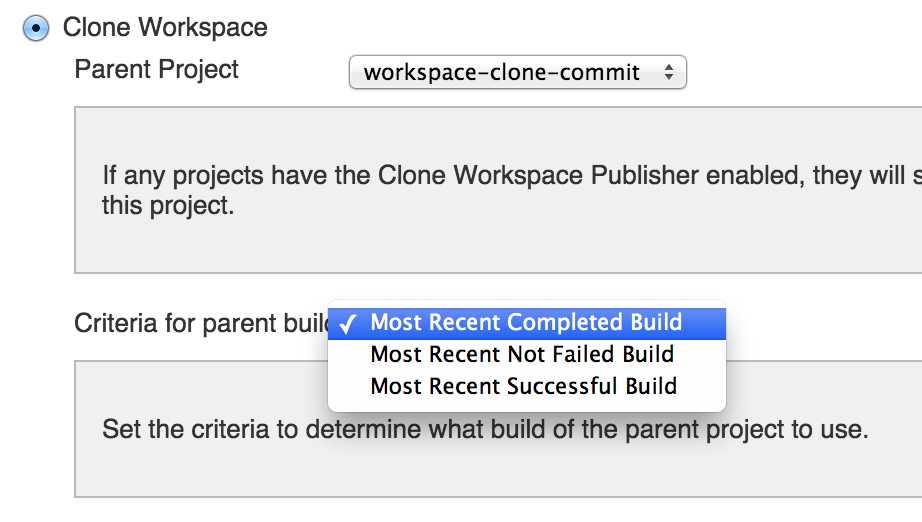 Clone Workspace
Parent Project
workspace-clone-commit
If any projects have the Clone Workspace Publisher enabled, they will
this project.
Criteria for parent
✓ Most Recent Completed Build
Most Recent Not Failed Build
Most Recent Successful Build
Set the criteria to determine what build of the parent project to use.